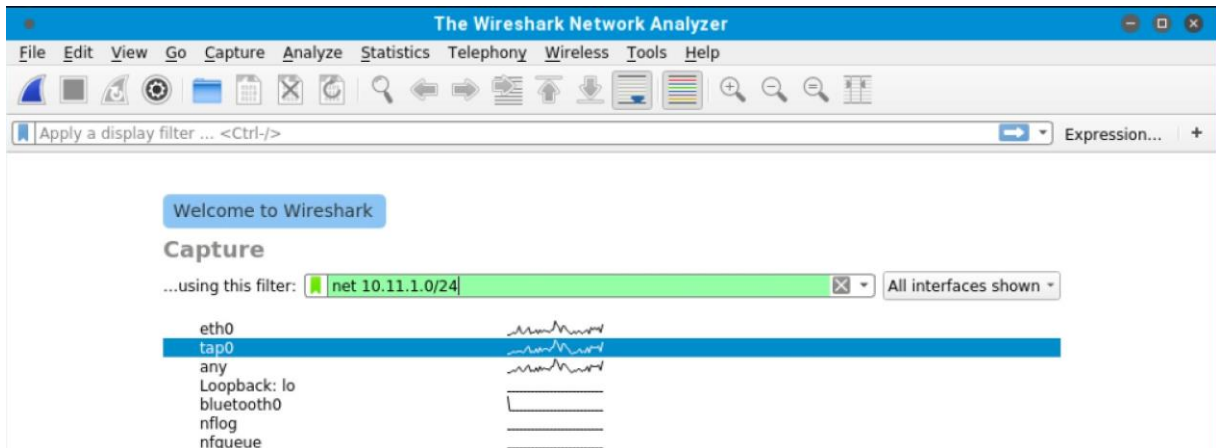 The Wireshark Network Analyzer
File Edit View Go Capture Analyze Statistics Telephony Wireless Tools Help
Apply a display filter ... <Ctrl-/> Expression... +
Welcome to Wireshark
Capture
...using this filter: net 10.11.1.0/24 All interfaces shown
eth0
tap0
any
Loopback: lo
bluetooth0
nflog
nfqueue